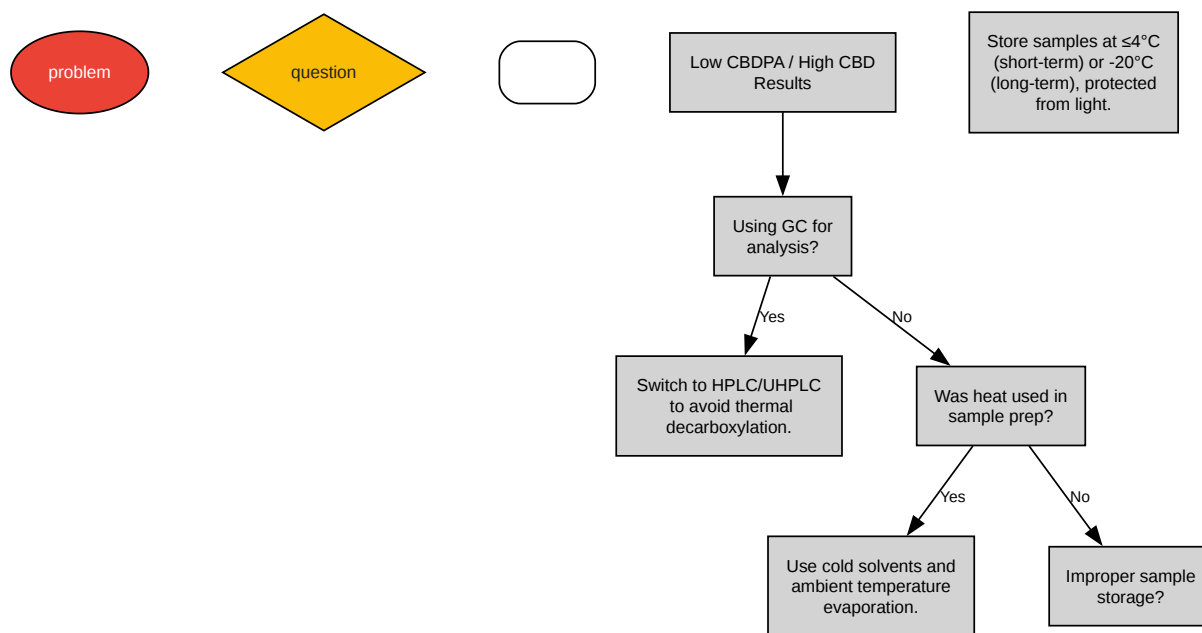 problem
question
Low CBDPA / High CBD
Results
Store samples at ≤4°C
(short-term) or -20°C
(long-term), protected
from light.
Using GC for
analysis?
Yes
No
Switch to HPLC/UHPLC
to avoid thermal
decarboxylation.
Was heat used in
sample prep?
Yes
No
Use cold solvents and
ambient temperature
evaporation.
Improper sample
storage?